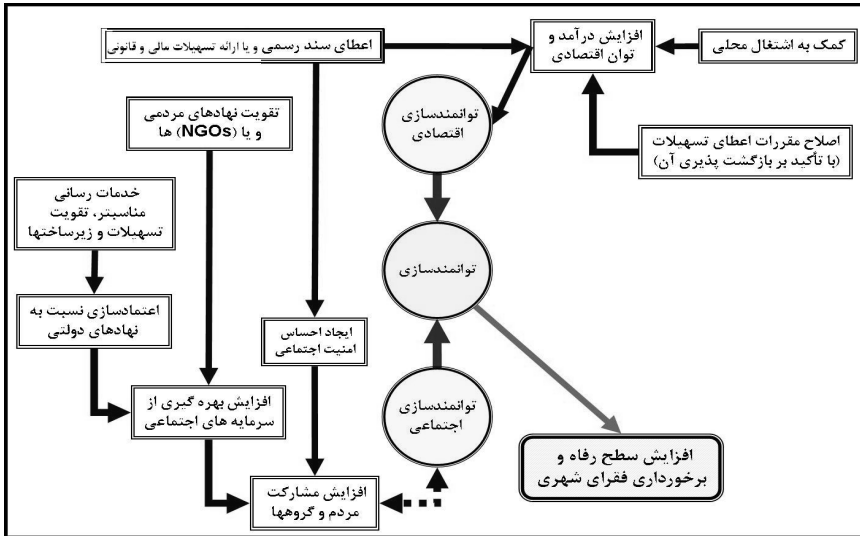 اعطای سند رسمی و یا ارائه تسهیلات مالی و قانونی
افزایش درآمد و
توان اقتصادی
کمک به اشتغال محلی
توانمندسازی
اقتصادی
تقویت نهادهای مردمی
و یا (NGOs) ها
اصلاح مقررات اعطای تسهیلات
(با تأکید بر بازگشت پذیری آن)
خدمات رسانی
مناسبتر، تقویت
تسهیلات و زیرساختها
توانمندسازی
اعتمادسازی نسبت به
نهادهای دولتی
ایجاد احساس
امنیت اجتماعی
افزایش بهره گیری از
سرمایه های اجتماعی
توانمندسازی
اجتماعی
افزایش سطح رفاه و
برخورداری فقرای شهری
افزایش مشارکت
مردم و گروهها